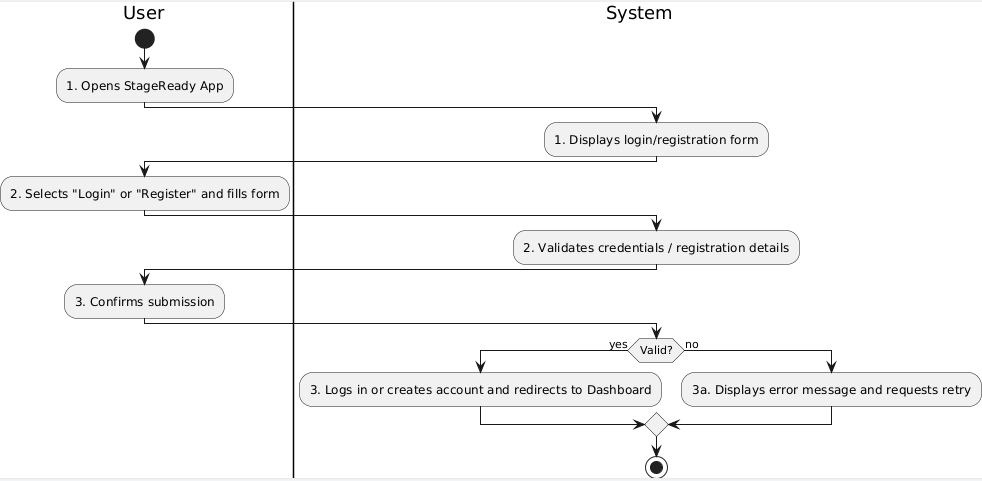 User
System
1. Opens StageReady App
1. Displays login/registration form
2. Selects "Login" or "Register" and fills form
2. Validates credentials / registration details
3. Confirms submission
yes
Valid?
no
3. Logs in or creates account and redirects to Dashboard
3a. Displays error message and requests retry